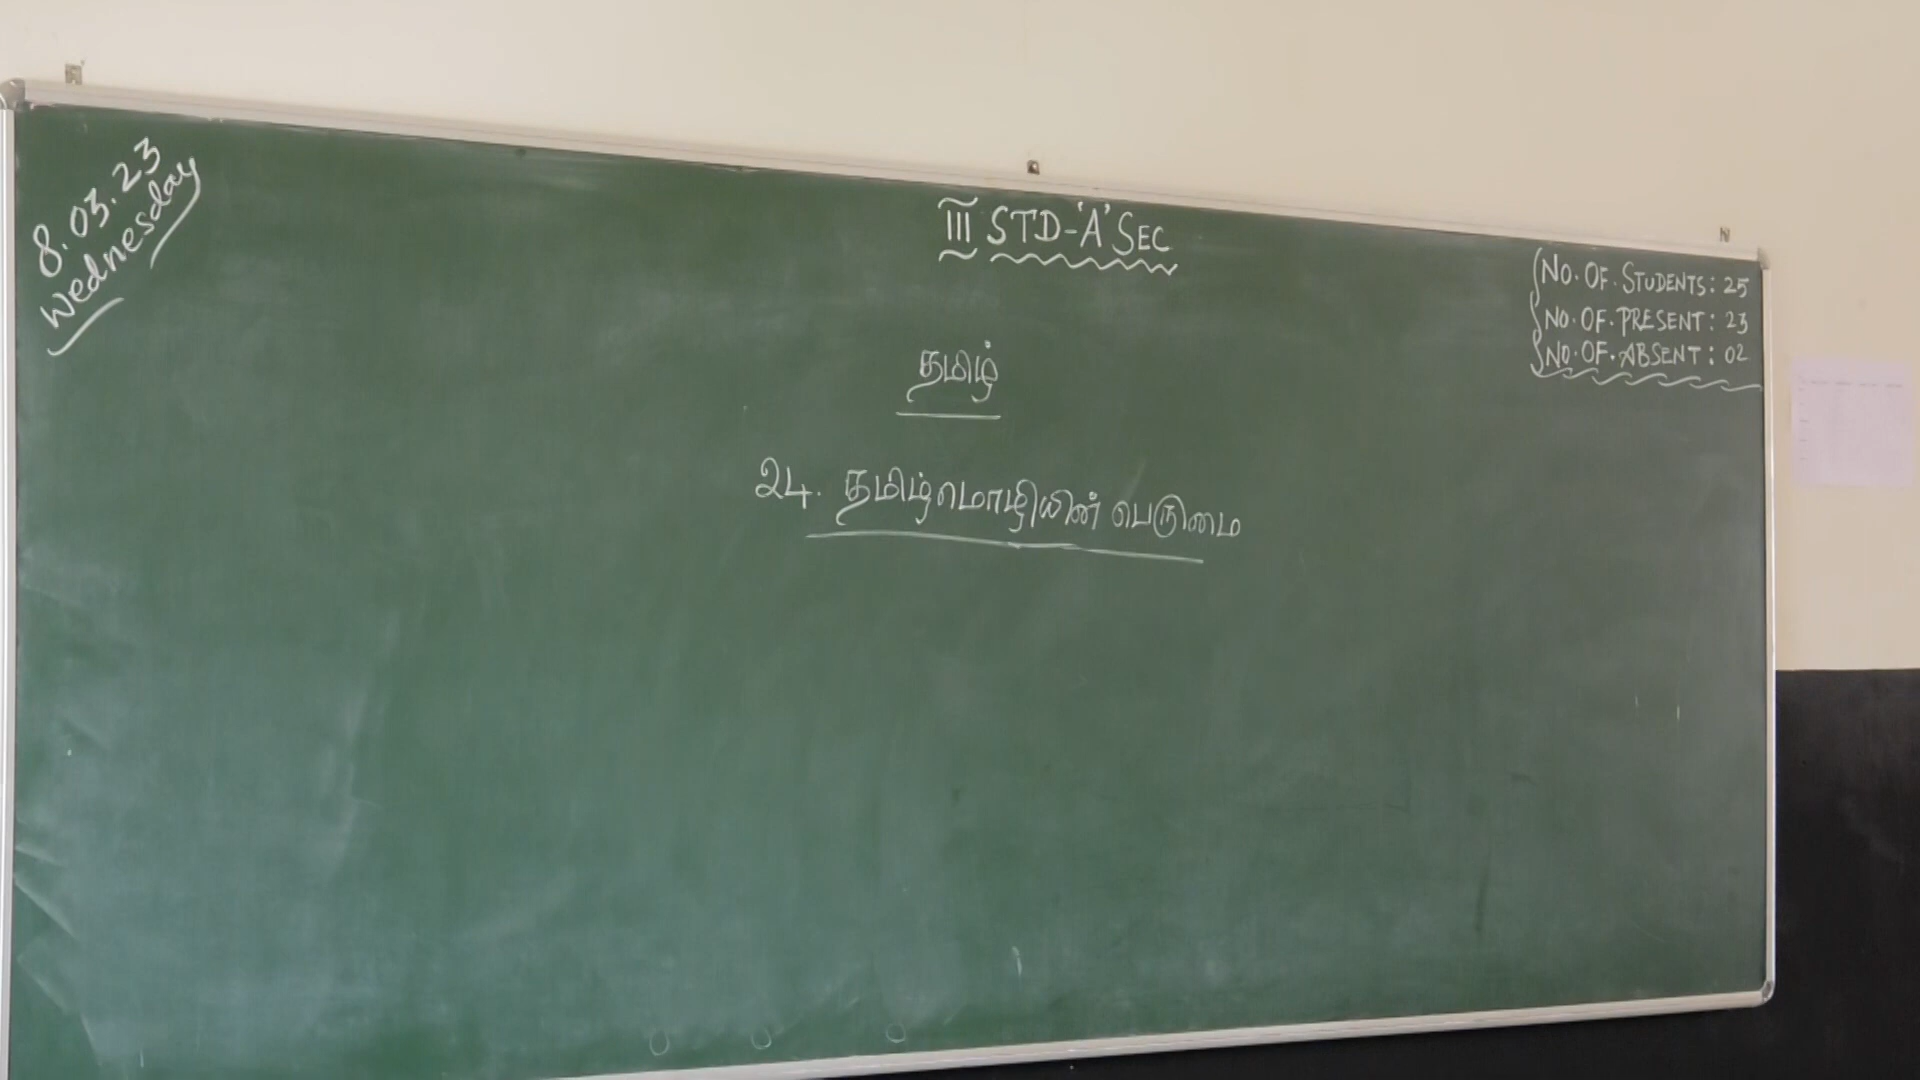 8.03.23
Wednesday
III STD-'A' SEC
NO. OF. STUDENTS: 25
NO. OF. PRESENT: 23
NO. OF. ABSENT: 02
தமிழ்
24. தமிழ்மொழியின் பெருமை